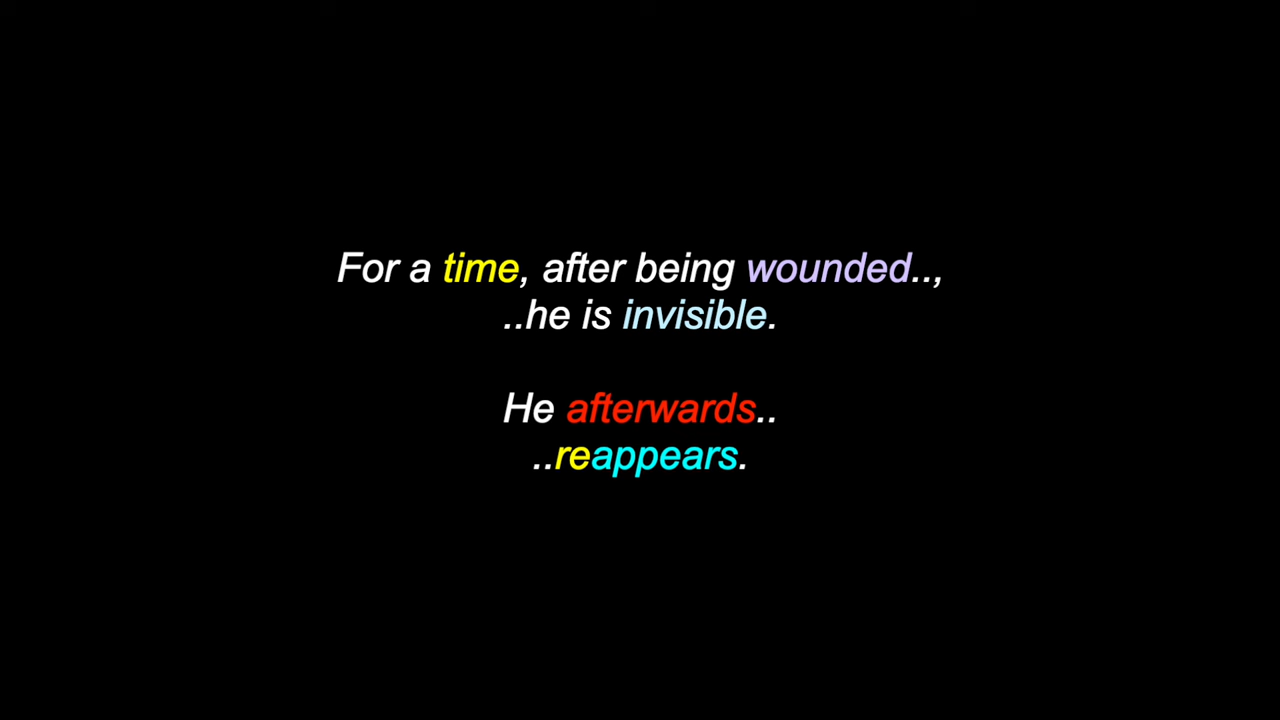 For a time, after being wounded..,
..he is invisible.
He afterwards..
..reappears.